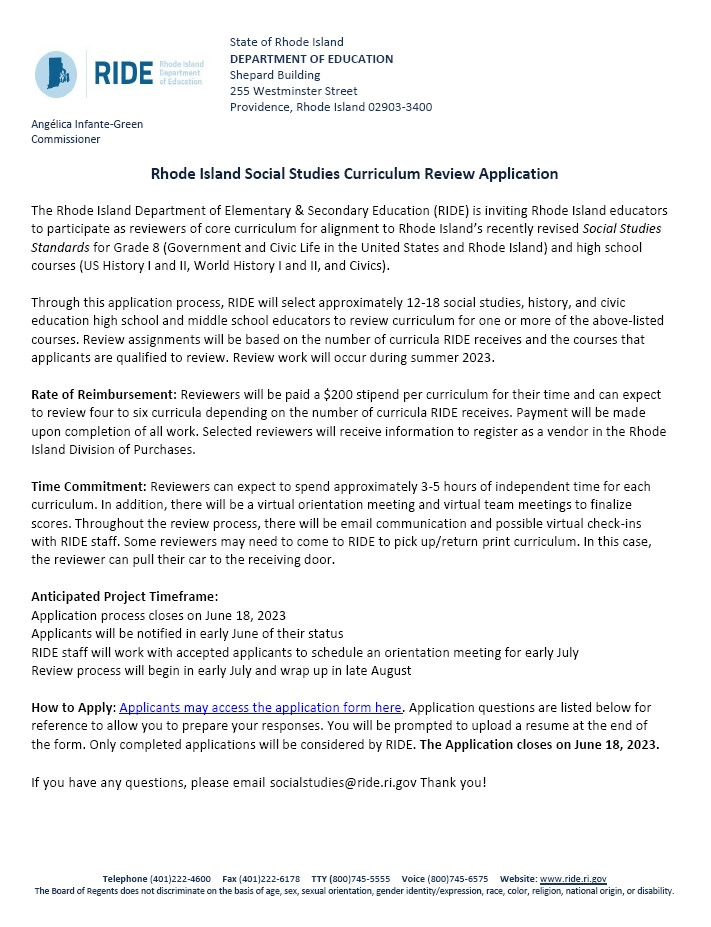 RIDE
Rhode Island
Department
of Education
State of Rhode Island
DEPARTMENT OF EDUCATION
Shepard Building
255 Westminster Street
Providence, Rhode Island 02903-3400
Angélica Infante-Green
Commissioner
Rhode Island Social Studies Curriculum Review Application
The Rhode Island Department of Elementary & Secondary Education (RIDE) is inviting Rhode Island educators
to participate as reviewers of core curriculum for alignment to Rhode Island's recently revised Social Studies
Standards for Grade 8 (Government and Civic Life in the United States and Rhode Island) and high school
courses (US History I and II, World History I and II, and Civics).
Through this application process, RIDE will select approximately 12-18 social studies, history, and civic
education high school and middle school educators to review curriculum for one or more of the above-listed
courses. Review assignments will be based on the number of curricula RIDE receives and the courses that
applicants are qualified to review. Review work will occur during summer 2023.
Rate of Reimbursement: Reviewers will be paid a $200 stipend per curriculum for their time and can expect
to review four to six curricula depending on the number of curricula RIDE receives. Payment will be made
upon completion of all work. Selected reviewers will receive information to register as a vendor in the Rhode
Island Division of Purchases.
Time Commitment: Reviewers can expect to spend approximately 3-5 hours of independent time for each
curriculum. In addition, there will be a virtual orientation meeting and virtual team meetings to finalize
scores. Throughout the review process, there will be email communication and possible virtual check-ins
with RIDE staff. Some reviewers may need to come to RIDE to pick up/return print curriculum. In this case,
the reviewer can pull their car to the receiving door.
Anticipated Project Timeframe:
Application process closes on June 18, 2023
Applicants will be notified in early June of their status
RIDE staff will work with accepted applicants to schedule an orientation meeting for early July
Review process will begin in early July and wrap up in late August
How to Apply: Applicants may access the application form here. Application questions are listed below for
reference to allow you to prepare your responses. You will be prompted to upload a resume at the end of
the form. Only completed applications will be considered by RIDE. The Application closes on June 18, 2023.
If you have any questions, please email socialstudies@ride.ri.gov Thank you!
Telephone (401)222-4600 Fax (401)222-6178 TTY (800)745-5555 Voice (800)745-6575 Website: www.ride.ri.gov
The Board of Regents does not discriminate on the basis of age, sex, sexual orientation, gender identity/expression, race, color, religion, national origin, or disability.